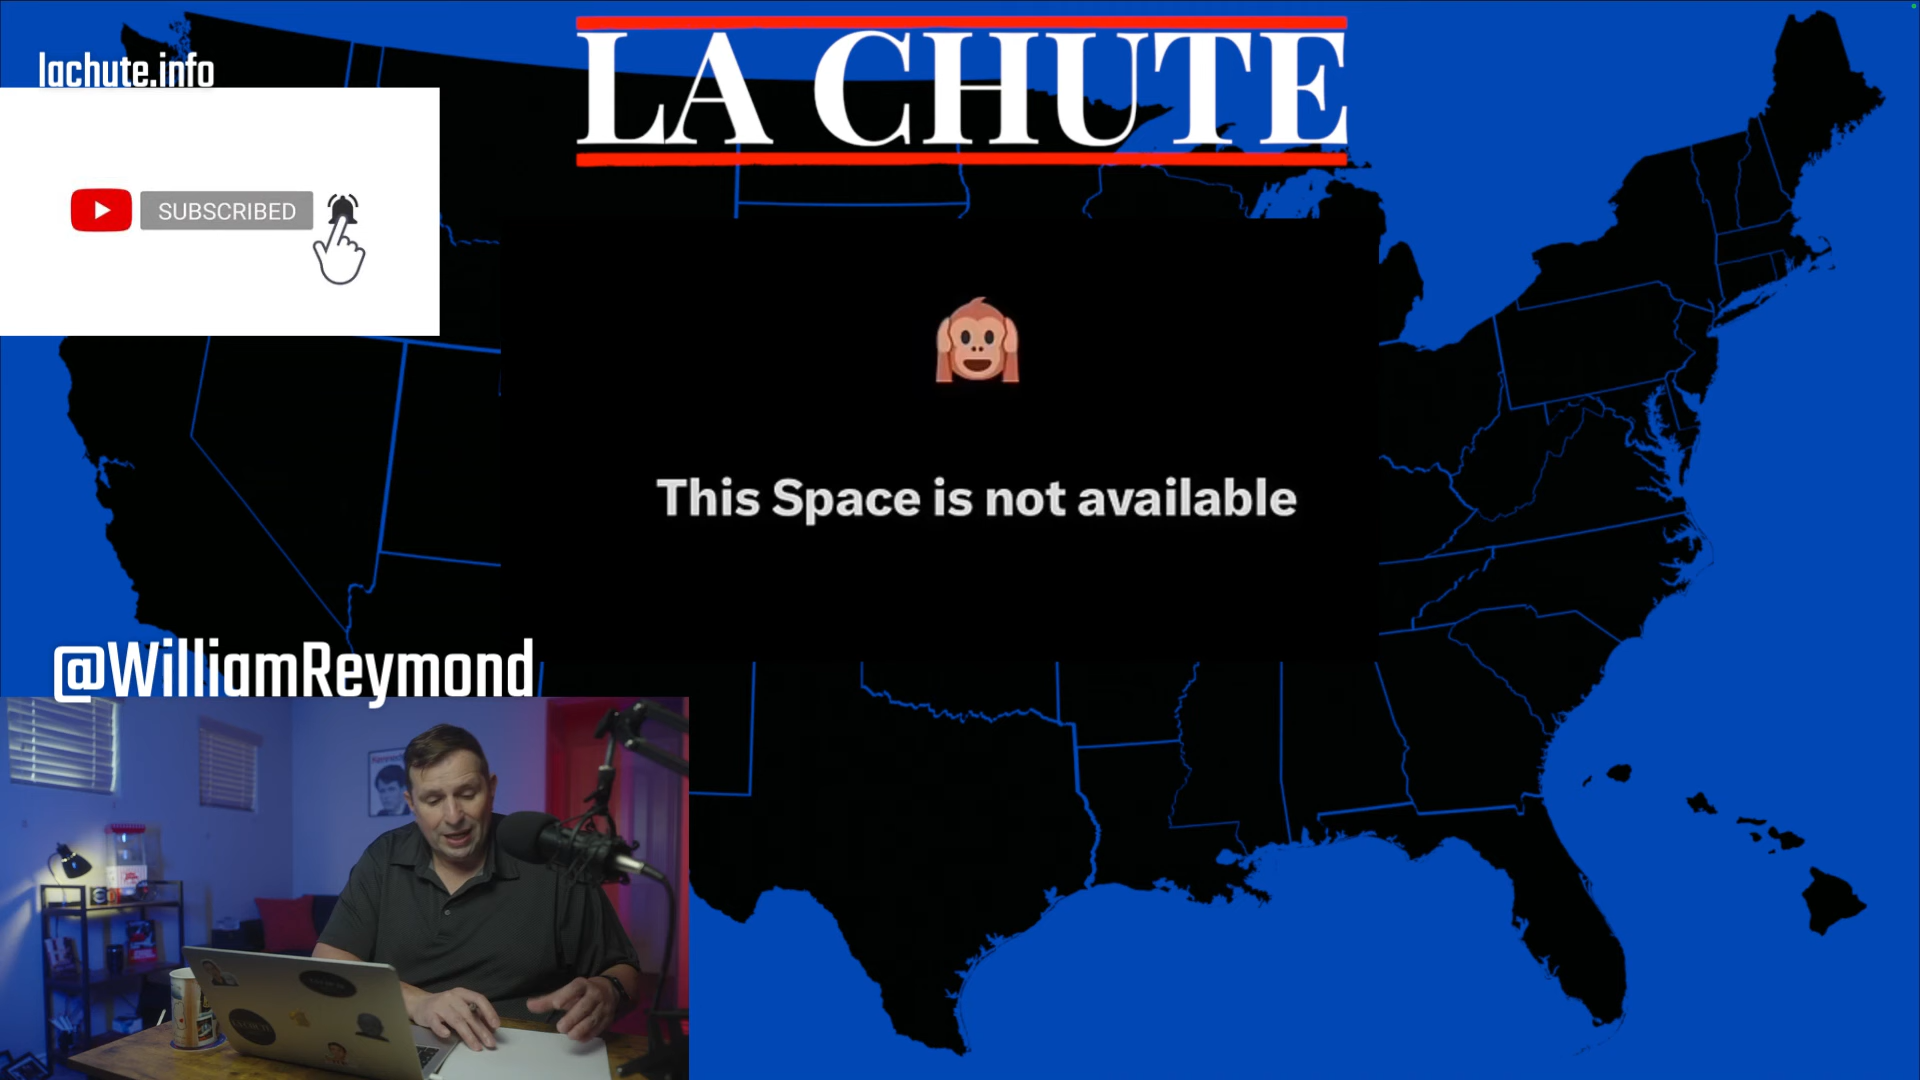 LA CHUTE
lachute.info
SUBSCRIBED
This Space is not available
@WilliamReymond